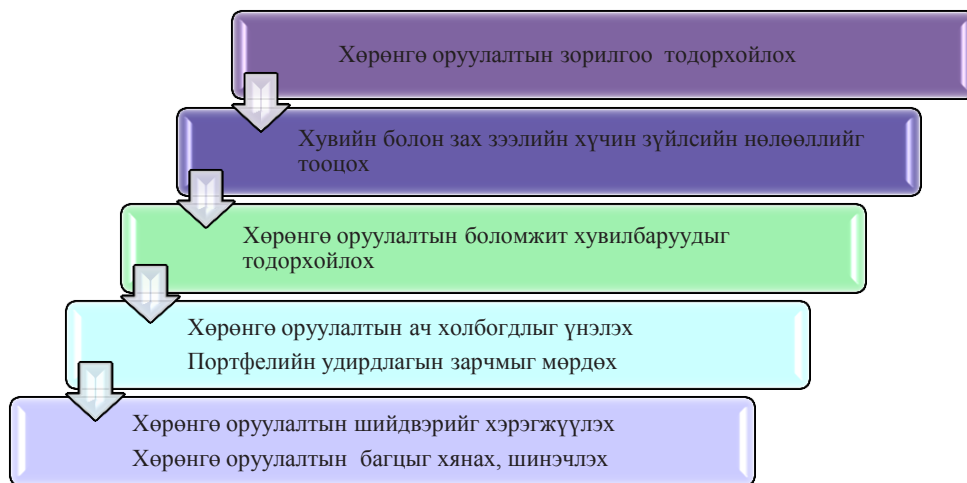 Хөрөнгө оруулалтын зорилгоо тодорхойлох
Хувийн болон зах зээлийн хүчин зүйлсийн нөлөөллийг
тооцох
Хөрөнгө оруулалтын боломжит хувилбаруудыг
тодорхойлох
Хөрөнгө оруулалтын ач холбогдлыг үнэлэх
Портфелийн удирдлагын зарчмыг мөрдөх
Хөрөнгө оруулалтын шийдвэрийг хэрэгжүүлэх
Хөрөнгө оруулалтын багцыг хянах, шинэчлэх